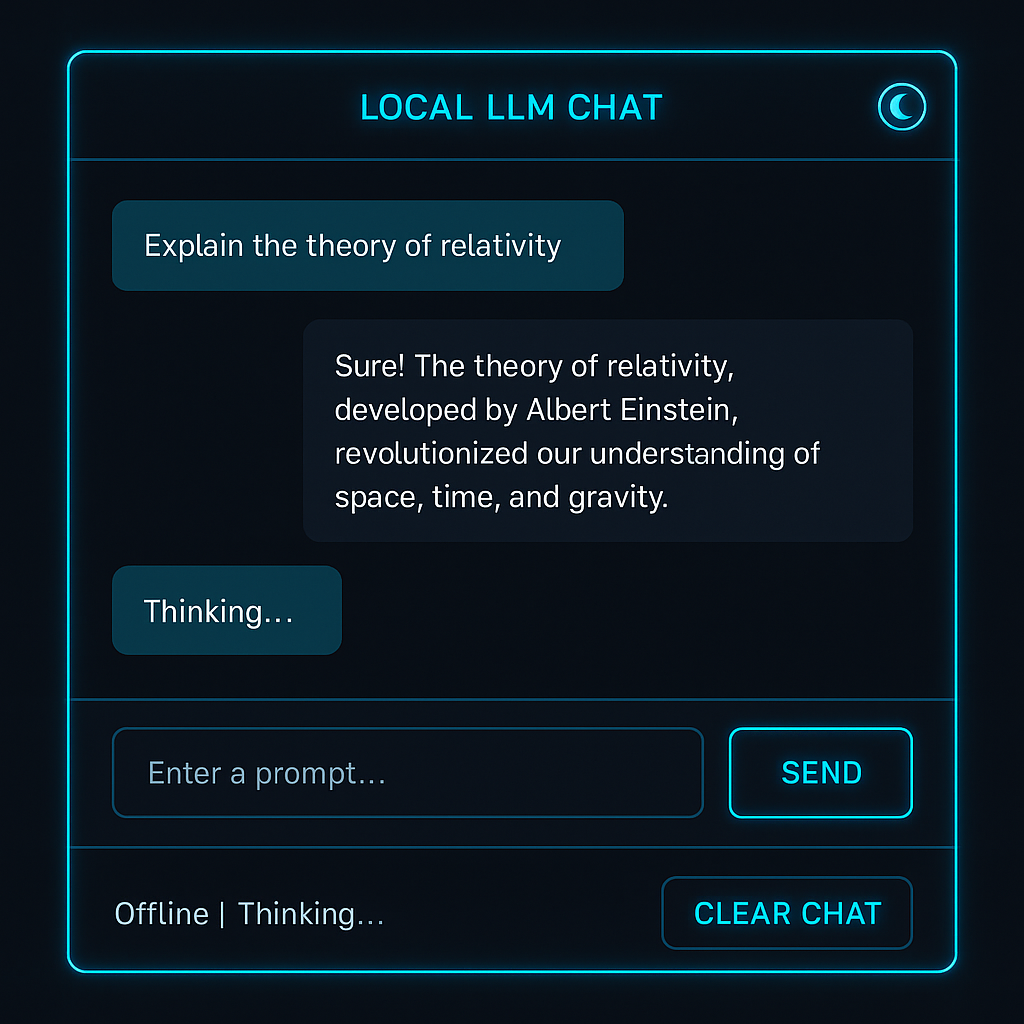 LOCAL LLM CHAT
Explain the theory of relativity
Sure! The theory of relativity,
developed by Albert Einstein,
revolutionized our understanding of
space, time, and gravity.
Thinking...
Enter a prompt...
SEND
Offline | Thinking...
CLEAR CHAT